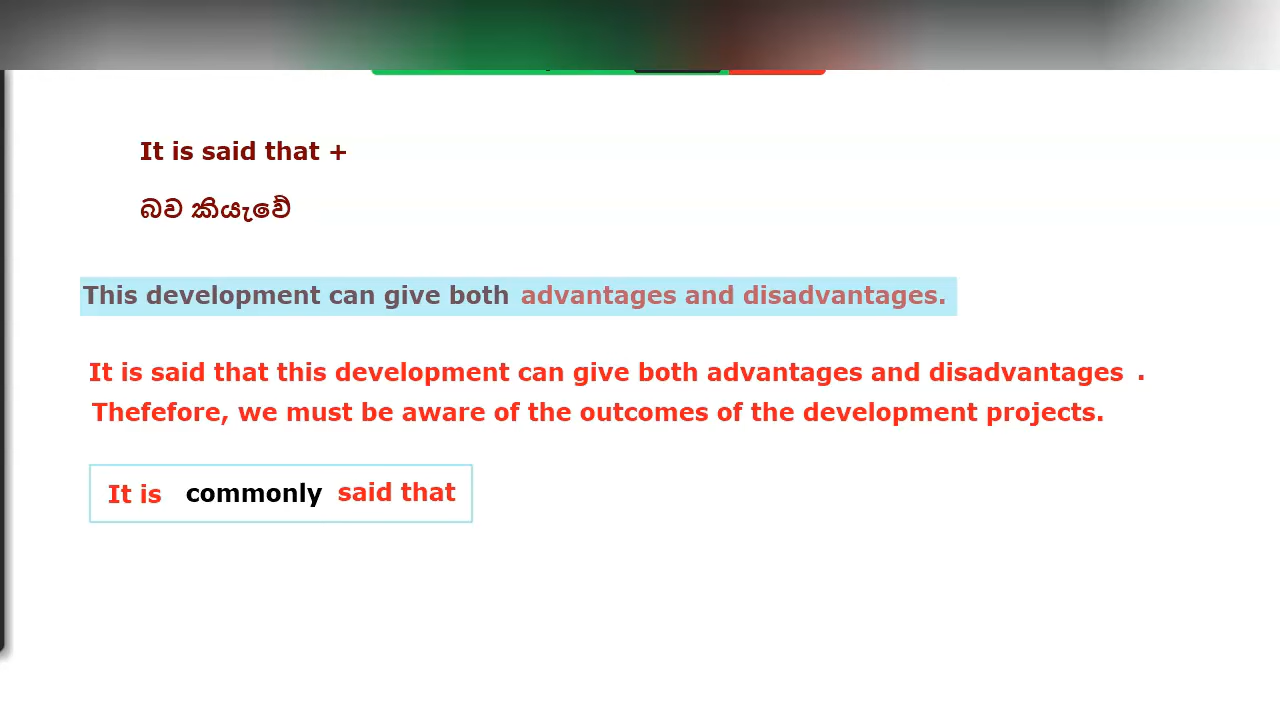 It is said that +
බව කියැවේ
This development can give both advantages and disadvantages.
It is said that this development can give both advantages and disadvantages .
Thefefore, we must be aware of the outcomes of the development projects.
It is commonly said that